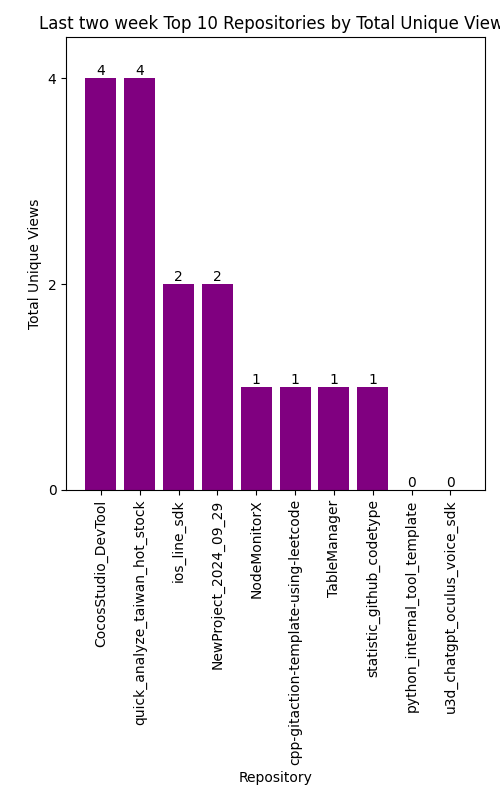 Last two week Top 10 Repositories by Total Unique View
Total Unique Views
4
2
0
4
4
2
2
1
1
1
1
0
0
CocosStudio_DevTool
quick_analyze_taiwan_hot_stock
ios_line_sdk
NewProject_2024_09_29
NodeMonitorX
cpp-gitaction-template-using-leetcode
TableManager
statistic_github_codetype
python_internal_tool_template
u3d_chatgpt_oculus_voice_sdk
Repository